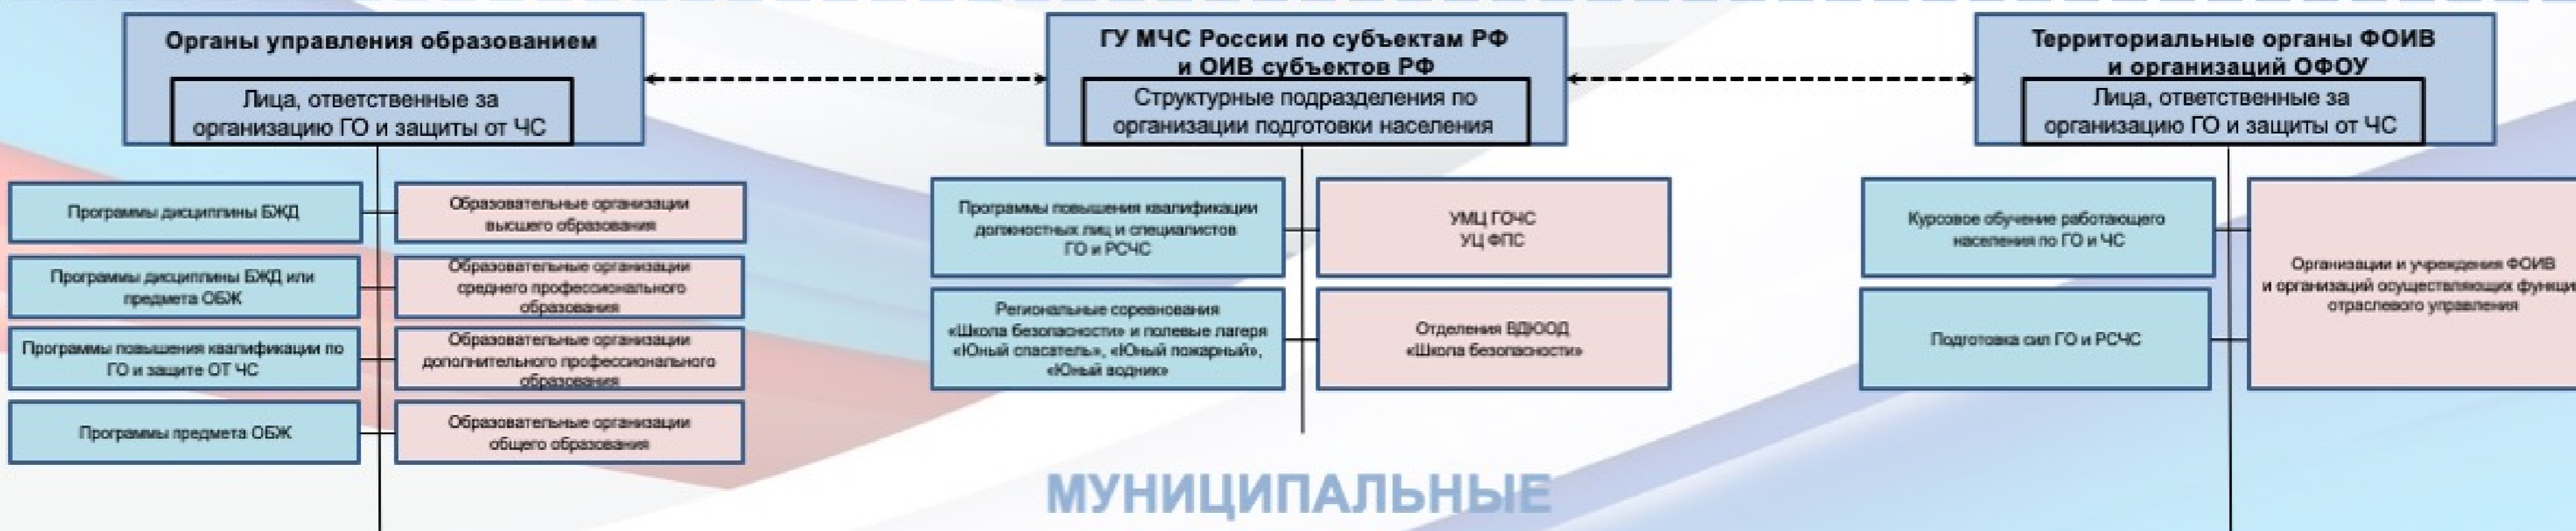 Органы управления образованием
Лица, ответственные за
организацию ГО и защиты от ЧС
ГУ МЧС России по субъектам РФ
и ОИВ субъектов РФ
Структурные подразделения по
организации подготовки населения
Территориальные органы ФОИВ
и организаций ОФОУ
Лица, ответственные за
организацию ГО и защиты от ЧС
Программы дисциплины БЖД
Образовательные организации
высшего образования
Программы дисциплины БЖД или
предмета ОБЖ
Образовательные организации
среднего профессионального
образования
Программы повышения квалификации по
ГО и защите ОТ ЧС
Образовательные организации
дополнительного профессионального
образования
Программы предмета ОБЖ
Образовательные организации
общего образования
Программы повышения квалификации
должностных лиц и специалистов
ГО и РСЧС
УМЦ ГОЧС
УЦ ФПС
Региональные соревнования
«Школа безопасности» и полевые лагеря
«Юный спасатель», «Юный пожарный»,
«Юный водник»
Отделения ВДЮОД
«Школа безопасности»
Курсовое обучение работающего
населения по ГО и ЧС
Подготовка сил ГО и РСЧС
Организации и учреждения ФОИВ
и организаций осуществляющих функции
отраслевого управления
МУНИЦИПАЛЬНЫЕ